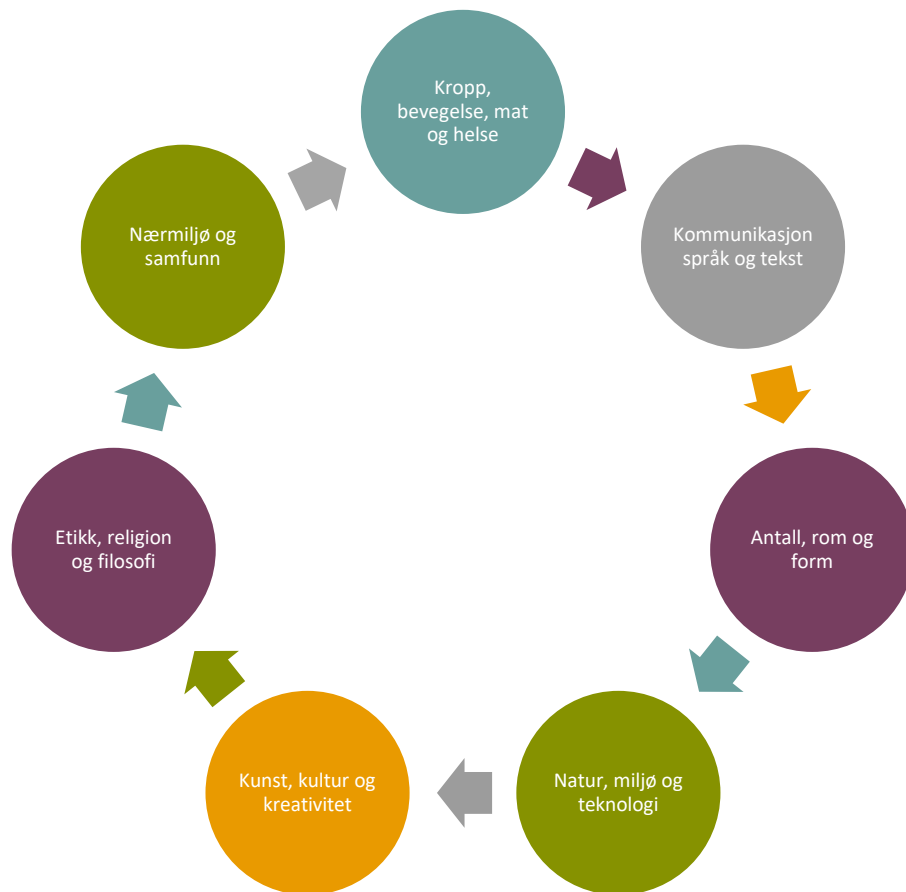 Kropp,
bevegelse, mat
og helse
Kommunikasjon
språk og tekst
Antall, rom og
form
Natur, miljø og
teknologi
Kunst, kultur og
kreativitet
Etikk, religion
og filosofi
Nærmiljø og
samfunn